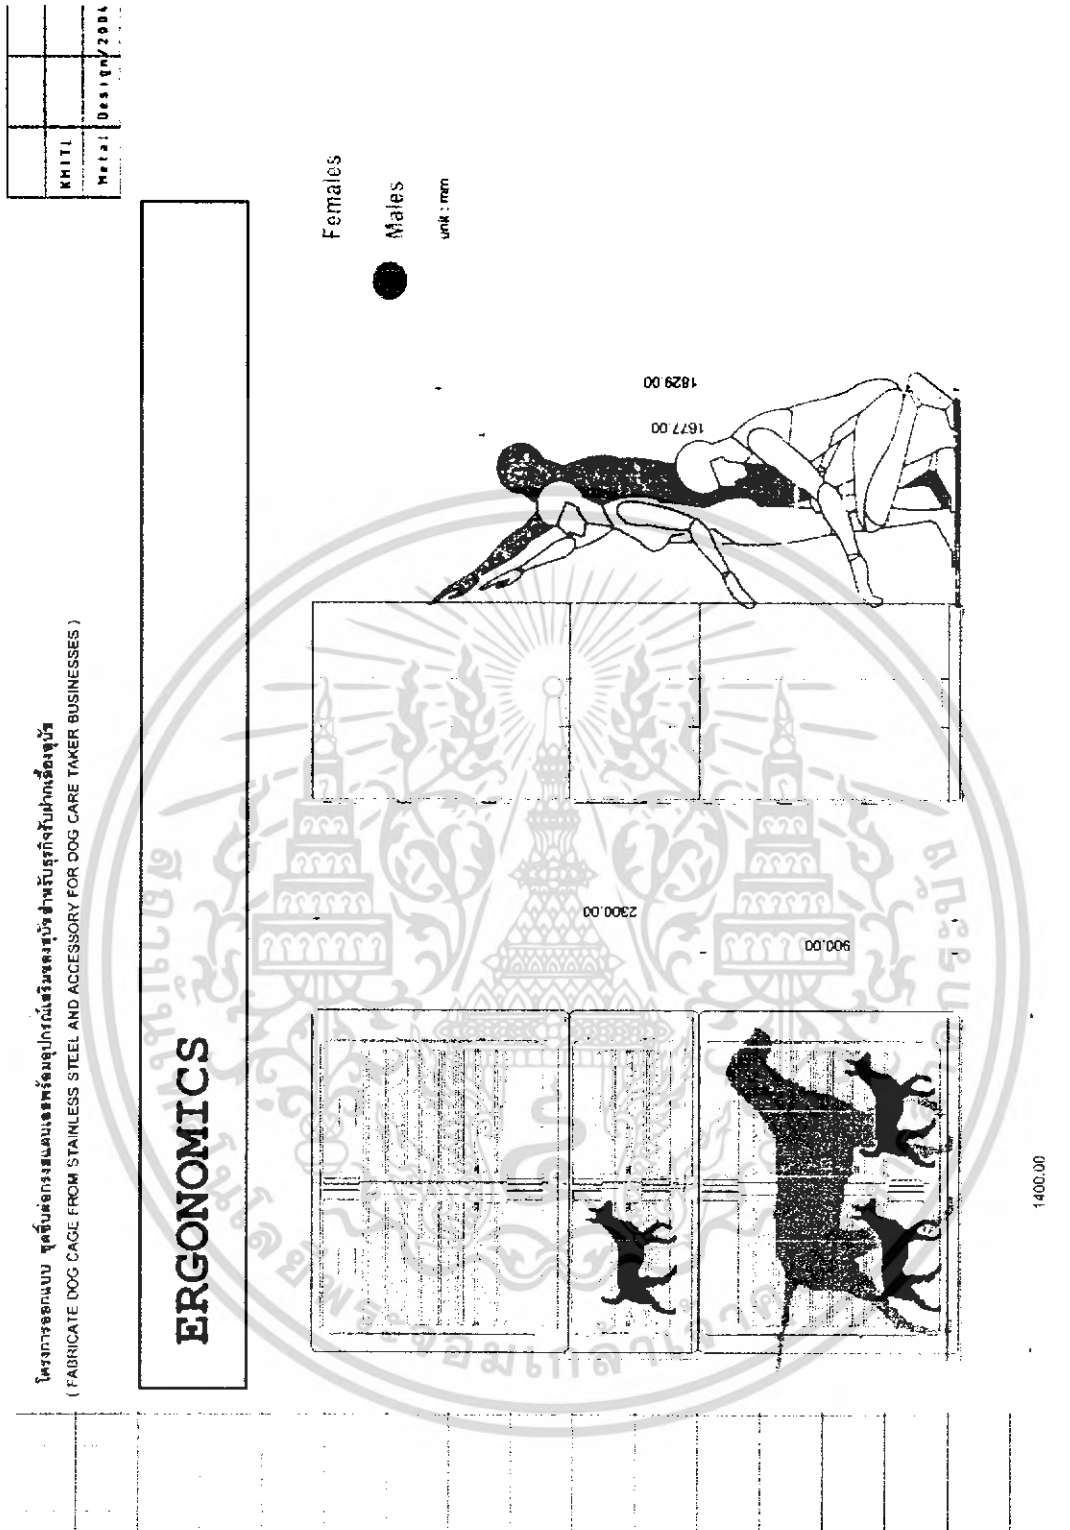 โครงการออกแบบ ชุดชิ้นต่อกรงสแตนเลสพร้อมอุปกรณ์เสริมของสุนัขสำหรับธุรกิจรับฝากเลี้ยงสุนัข
( FABRICATE DOG CAGE FROM STAINLESS STEEL AND ACCESSORY FOR DOG CARE TAKER BUSINESSES )
KMITL
Metal Design/2004
ERGONOMICS
Females
Males
unit : mm
1829.00
1677.00
2300.00
900.00
1400.00